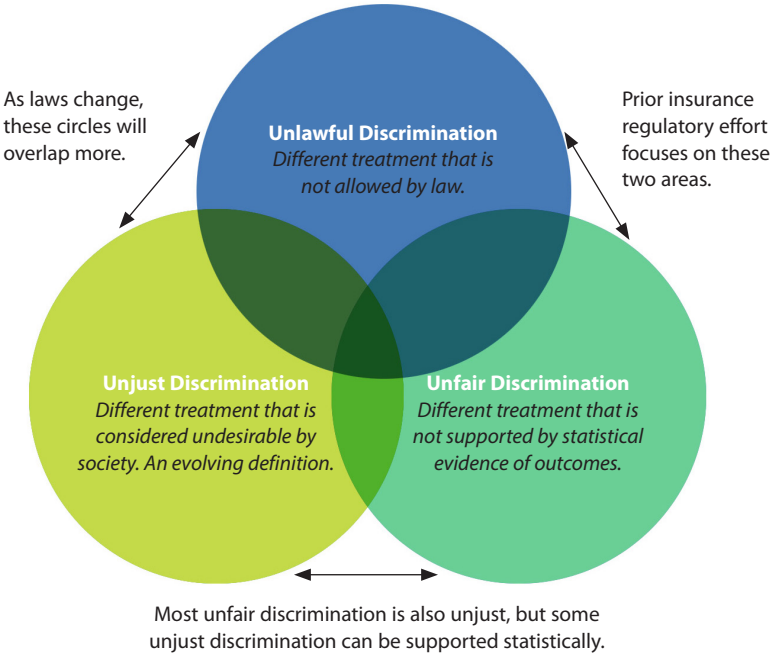 As laws change,
these circles will
overlap more.
Unlawful Discrimination
Different treatment that is
not allowed by law.
Prior insurance
regulatory effort
focuses on these
two areas.
Unjust Discrimination
Different treatment that is
considered undesirable by
society. An evolving definition.
Unfair Discrimination
Different treatment that is
not supported by statistical
evidence of outcomes.
Most unfair discrimination is also unjust, but some
unjust discrimination can be supported statistically.